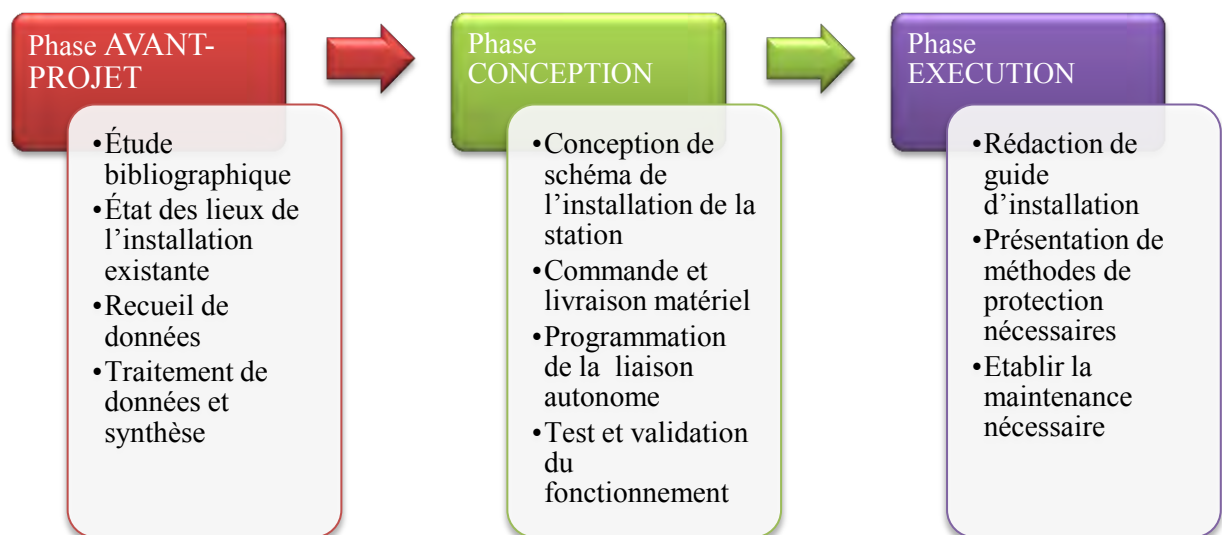 Phase AVANT-
PROJET
•Étude
bibliographique
•État des lieux de
l’installation
existante
•Recueil de
données
•Traitement de
données et
synthèse
Phase
CONCEPTION
•Conception de
schéma de
l’installation de la
station
•Commande et
livraison matériel
•Programmation
de la liaison
autonome
•Test et validation
du
fonctionnement
Phase
EXECUTION
•Rédaction de
guide
d’installation
•Présentation de
méthodes de
protection
nécessaires
•Etablir la
maintenance
nécessaire